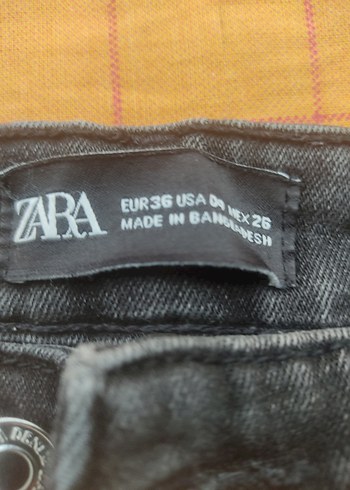 ZARA
EUR36 USA 04 MEX 26
MADE IN BANGLADESH